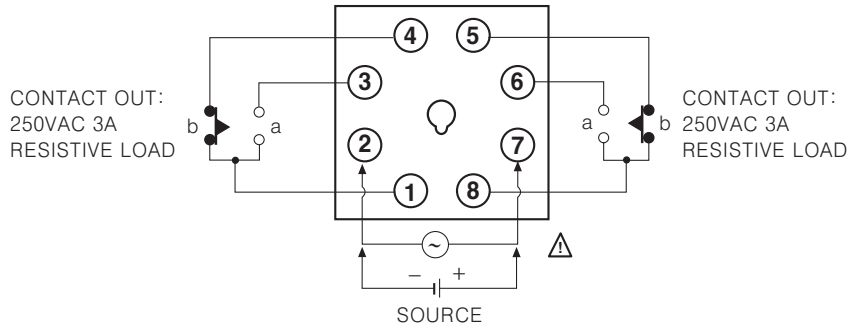 4 5
3 6
CONTACT OUT:
250VAC 3A
RESISTIVE LOAD
b a
2 7
a b
CONTACT OUT:
250VAC 3A
RESISTIVE LOAD
1 8
~
!
− +
SOURCE